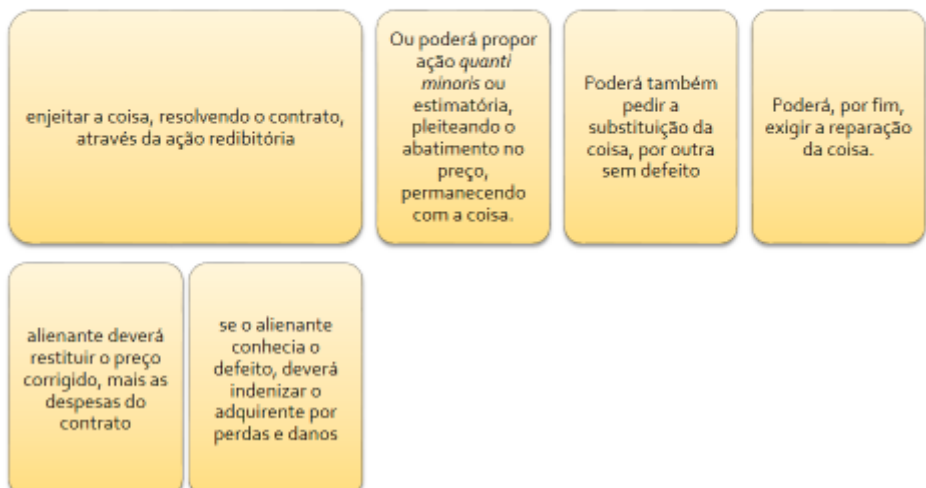 enjeitar a coisa, resolvendo o contrato,
através da ação redibitória
Ou poderá propor
ação quanti
minoris ou
estimatória,
pleiteando o
abatimento no
preço,
permanecendo
com a coisa.
Poderá também
pedir a
substituição da
coisa, por outra
sem defeito
Poderá, por fim,
exigir a reparação
da coisa.
alienante deverá
restituir o preço
corrigido, mais as
despesas do
contrato
se o alienante
conhecia o
defeito, deverá
indenizar o
adquirente por
perdas e danos